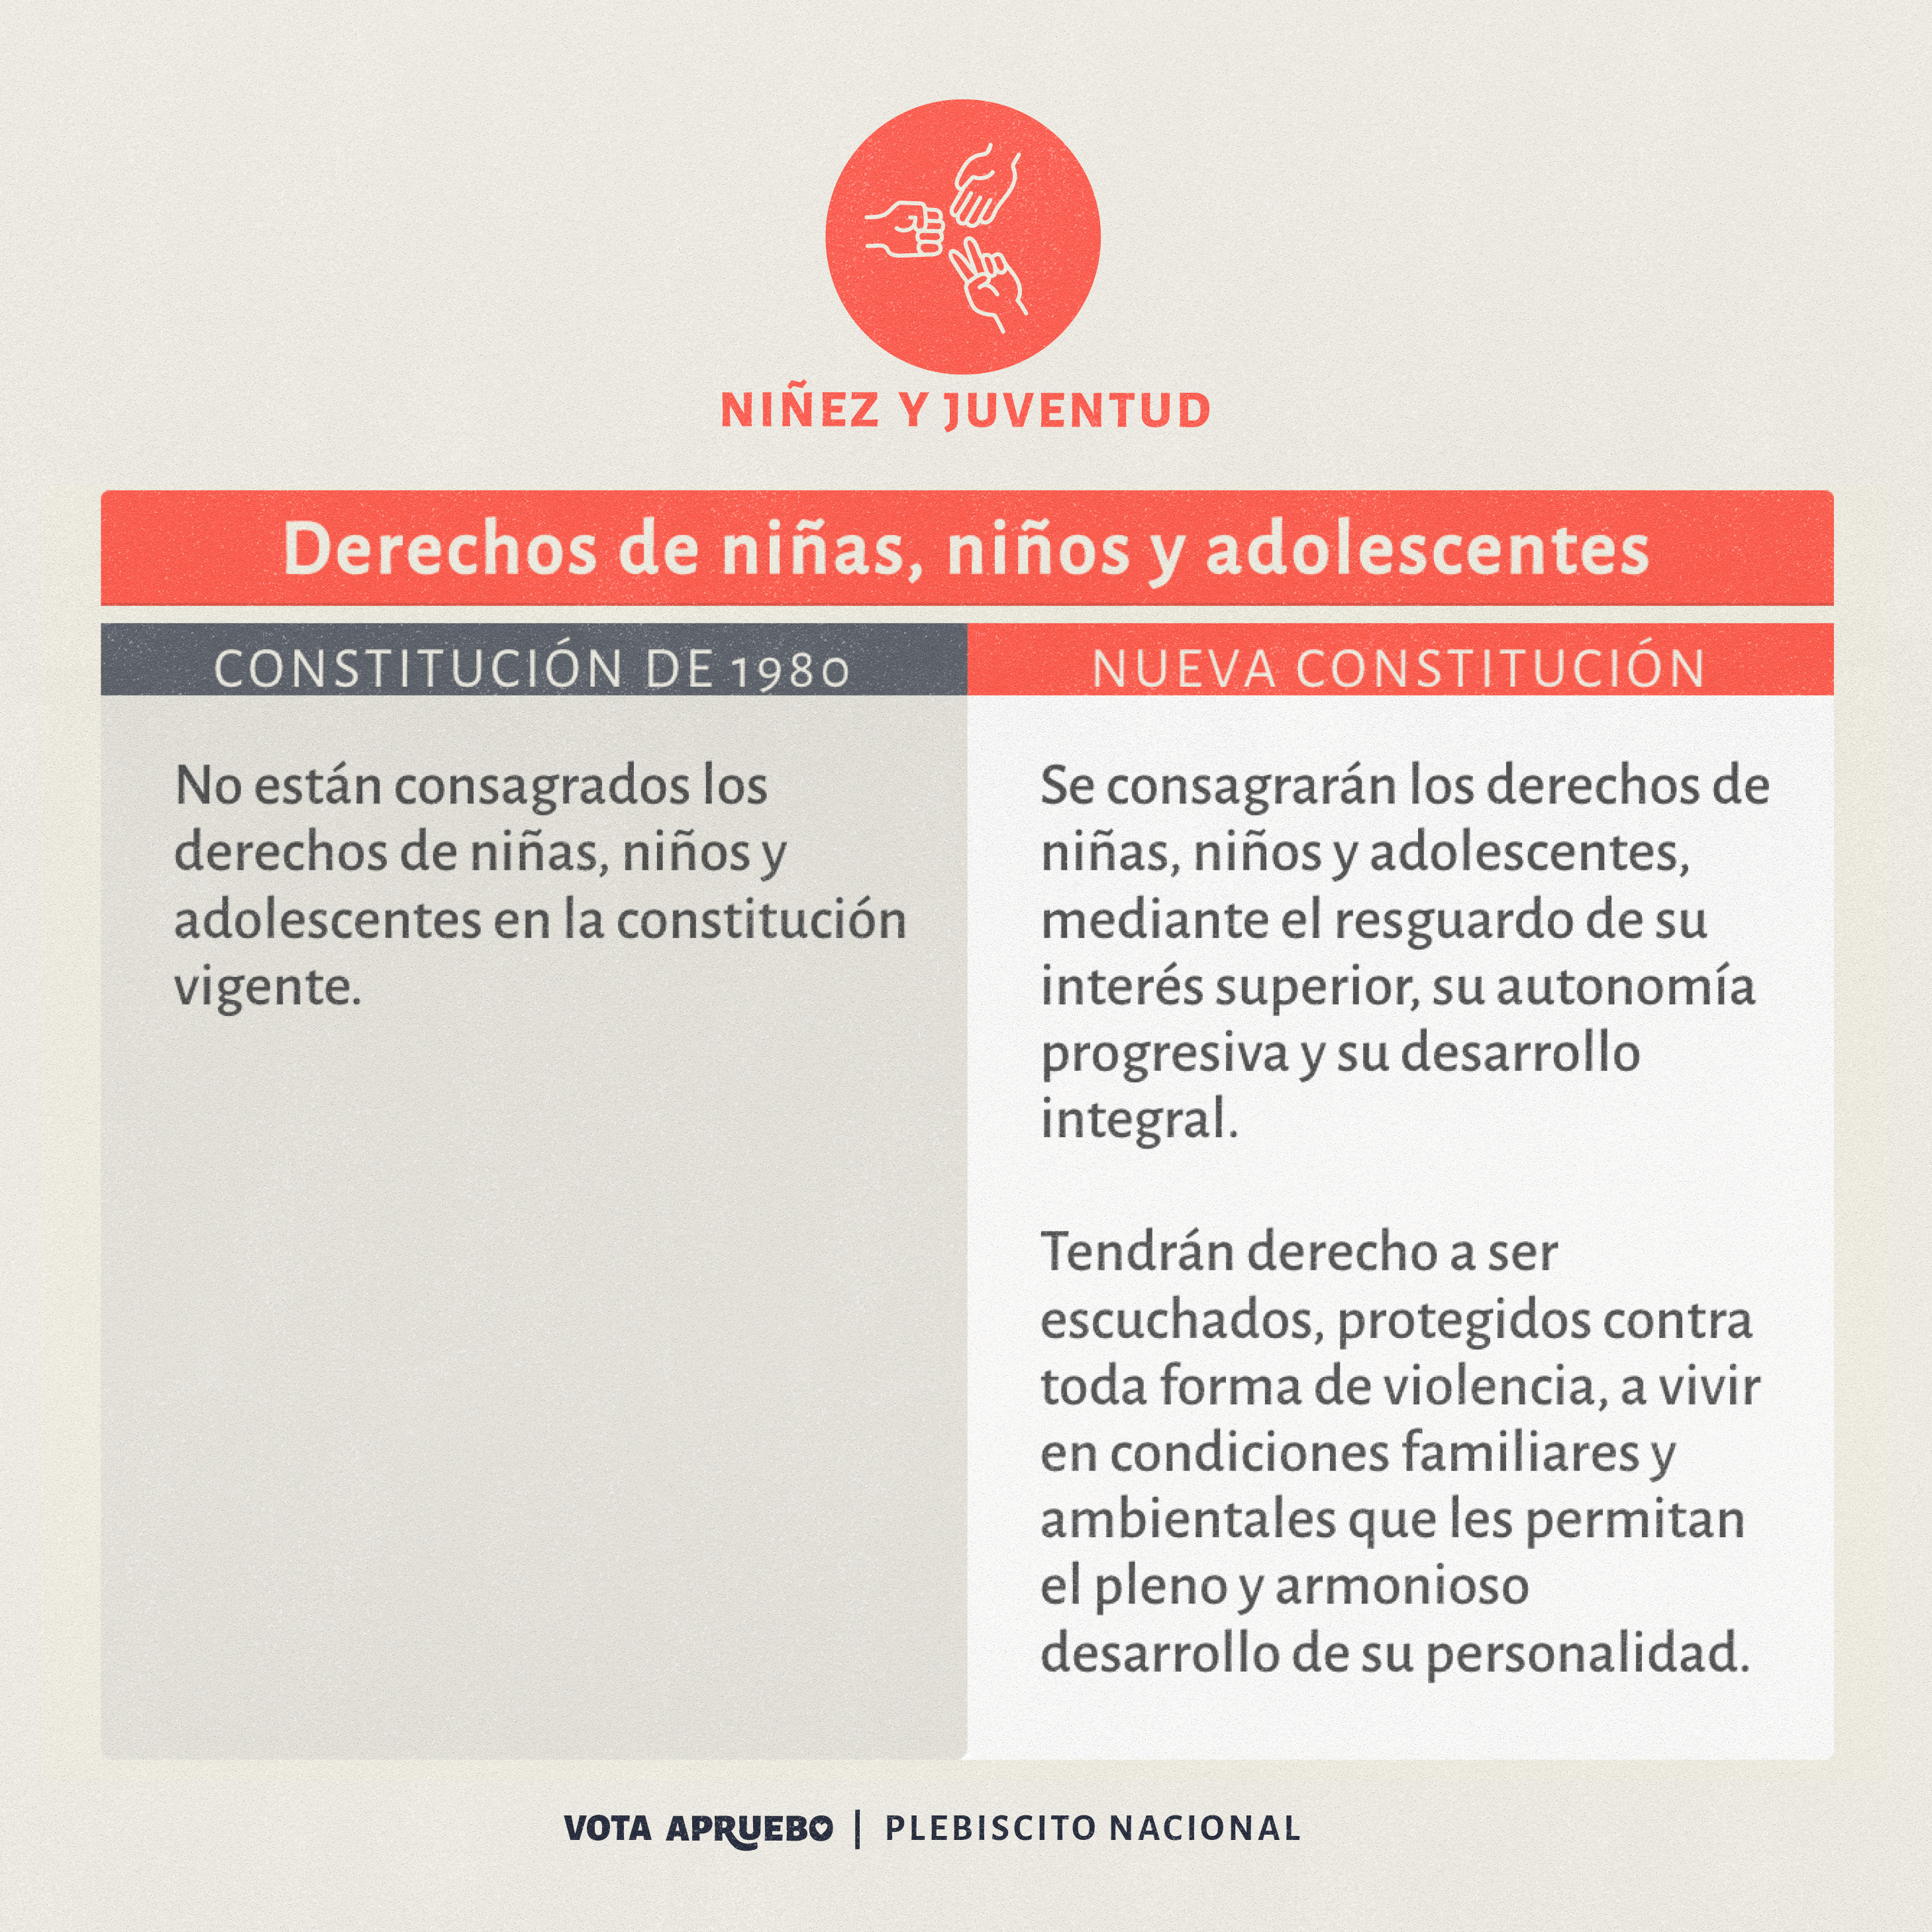 NIÑEZ Y JUVENTUD
Derechos de niñas, niños y adolescentes
CONSTITUCIÓN DE 1980
No están consagrados los
derechos de niñas, niños y
adolescentes en la constitución
vigente.
NUEVA CONSTITUCIÓN
Se consagrarán los derechos de
niñas, niños y adolescentes,
mediante el resguardo de su
interés superior, su autonomía
progresiva y su desarrollo
integral.
Tendrán derecho a ser
escuchados, protegidos contra
toda forma de violencia, a vivir
en condiciones familiares y
ambientales que les permitan
el pleno y armonioso
desarrollo de su personalidad.
VOTA APRUEBO | PLEBISCITO NACIONAL